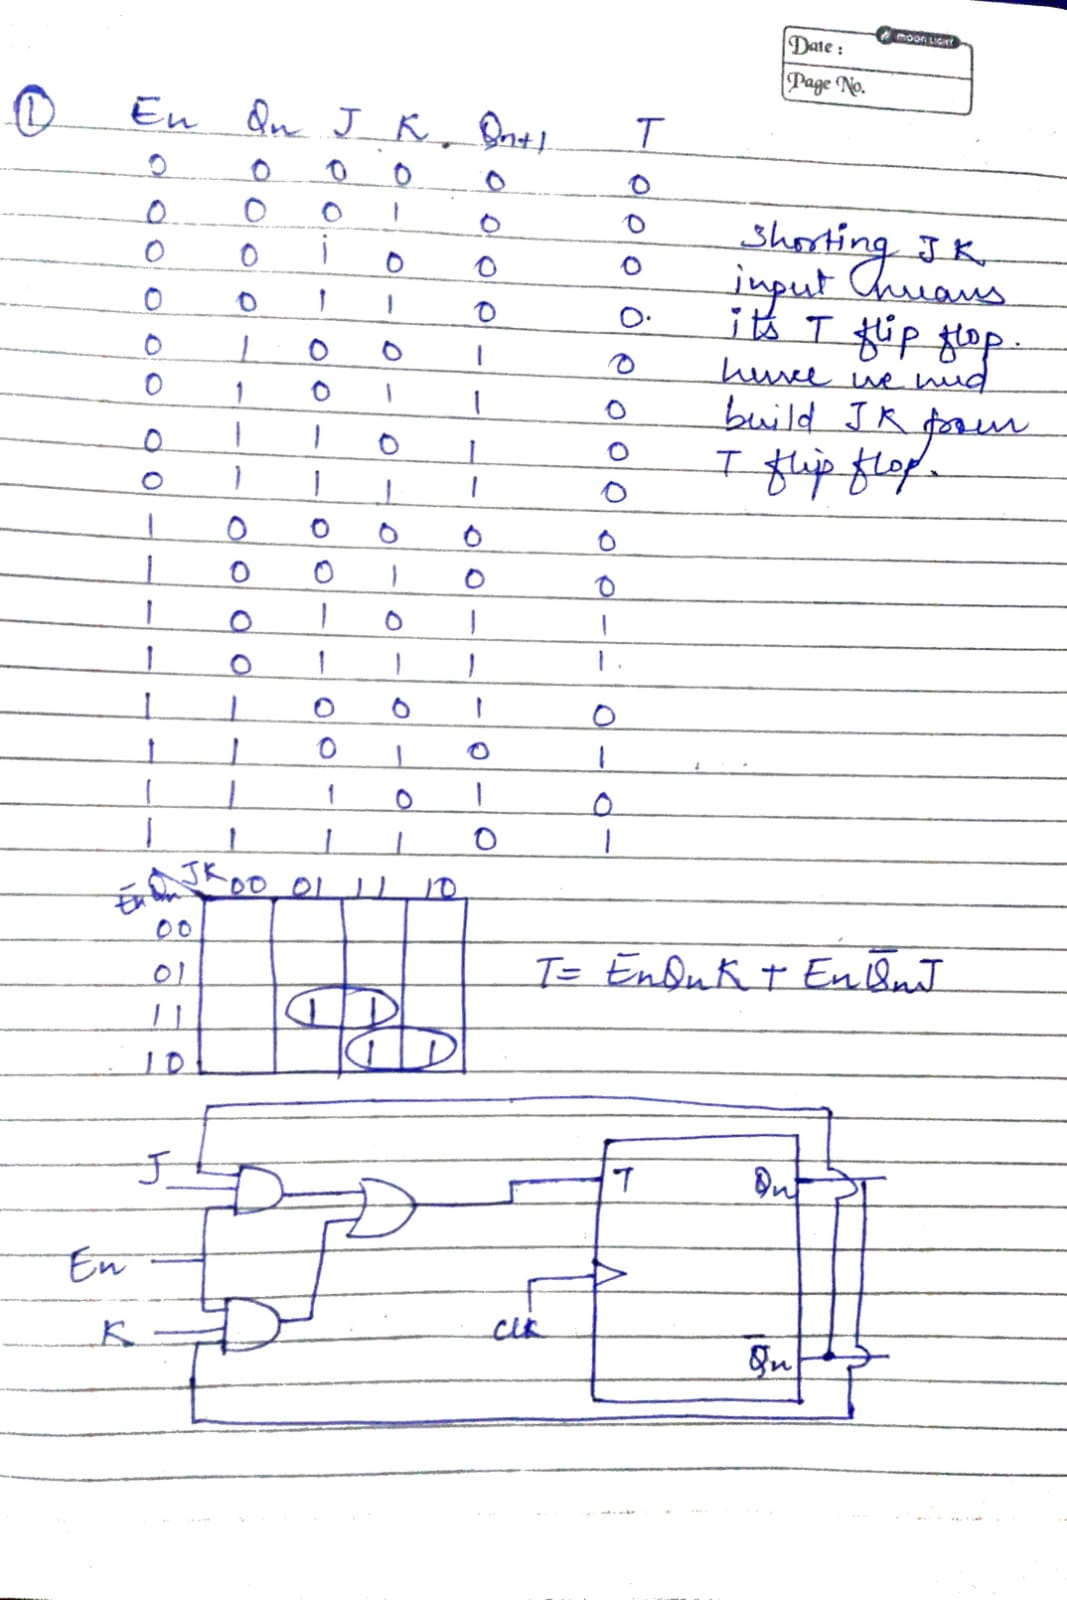 MOON LIGHT
Date :
Page No.
① En Qn J K Qn+1 T
0 0 0 0 0 0
0 0 0 1 0 0
0 0 1 0 0 0
0 0 1 1 0 0
0 1 0 0 1 0
0 1 0 1 1 0
0 1 1 0 1 0
0 1 1 1 1 0
1 0 0 0 0 0
1 0 0 1 0 0
1 0 1 0 1 1
1 0 1 1 1 1
1 1 0 0 1 0
1 1 0 1 0 1
1 1 1 0 1 0
1 1 1 1 0 1
Shorting JK
input means
its T flip flop.
hence we need
build JK from
T flip flop.
EnQn JK 00 01 11 10
00
01
11 1 1
10 1 1
T = EnQnK + EnQ̅nJ
J
T Qn
En
K
Clk
Q̅n